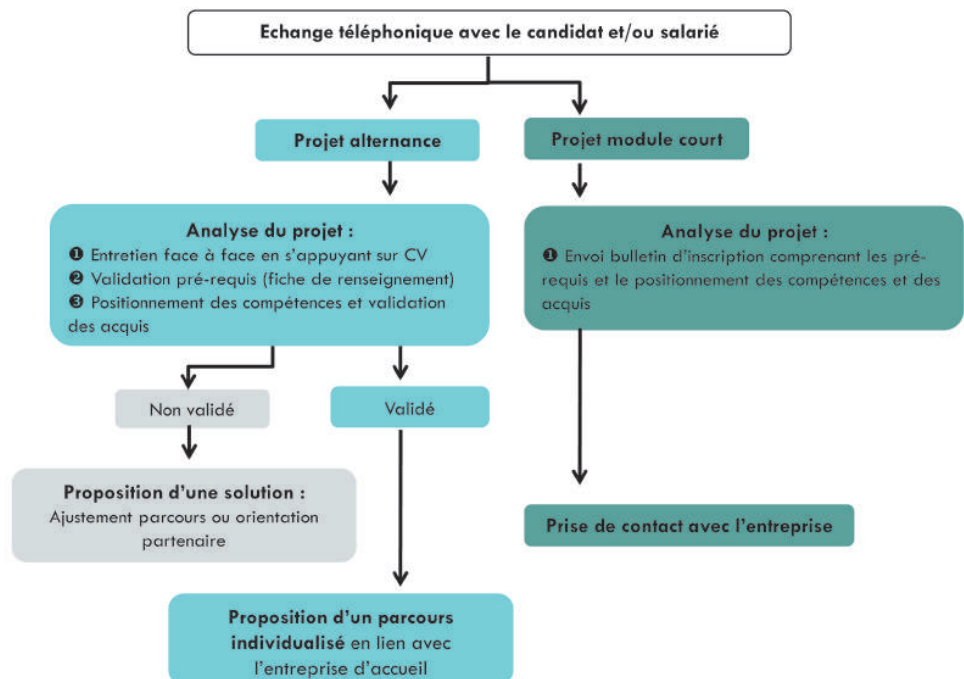 Echange téléphonique avec le candidat et/ou salarié
Projet alternance
Projet module court
Analyse du projet :
❶ Entretien face à face en s'appuyant sur CV
❷ Validation pré-requis (fiche de renseignement)
❸ Positionnement des compétences et validation
des acquis
Analyse du projet :
❶ Envoi bulletin d'inscription comprenant les pré-
requis et le positionnement des compétences et des
acquis
Non validé
Validé
Proposition d'une solution :
Ajustement parcours ou orientation
partenaire
Prise de contact avec l'entreprise
Proposition d'un parcours
individualisé en lien avec
l'entreprise d'accueil